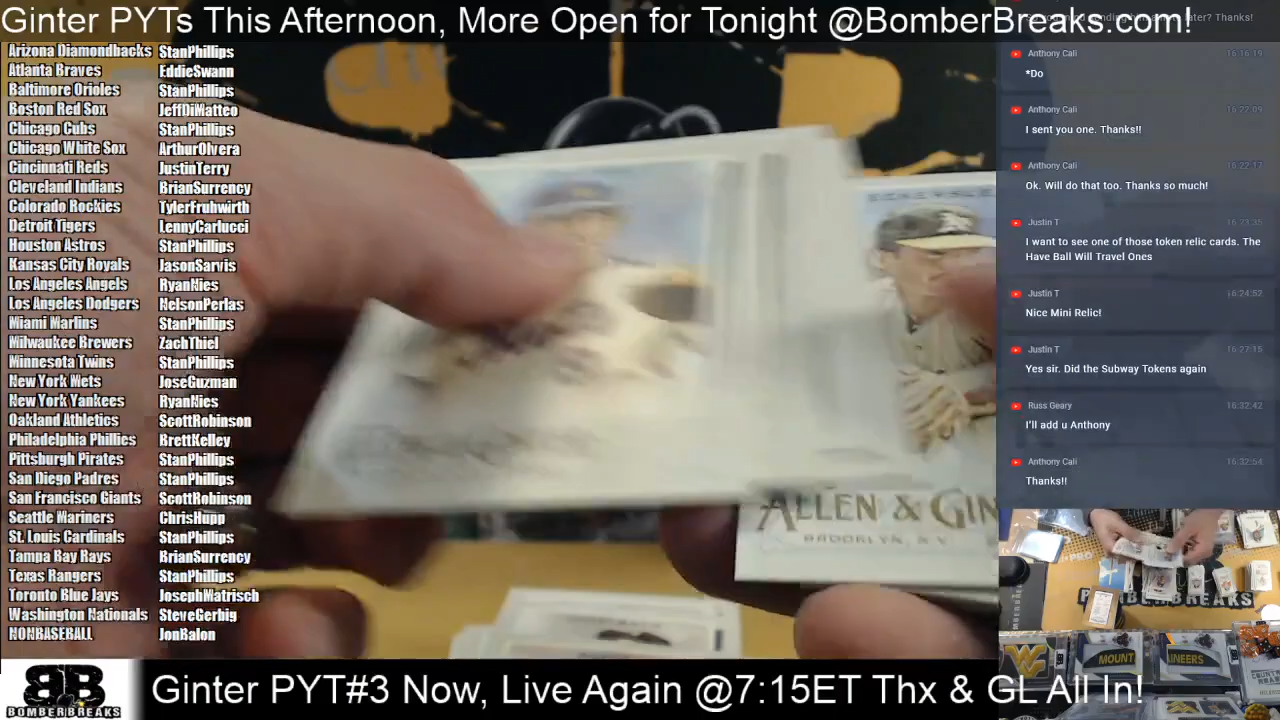 Ginter PYTs This Afternoon, More Open for Tonight @BomberBreaks.com!
Arizona Diamondbacks StanPhillips
Atlanta Braves EddieSwann
Baltimore Orioles StanPhillips
Boston Red Sox JeffDiMatteo
Chicago Cubs StanPhillips
Chicago White Sox ArthurOlvera
Cincinnati Reds JustinTerry
Cleveland Indians BrianSurrency
Colorado Rockies TylerFruhwirth
Detroit Tigers LennyCarlucci
Houston Astros StanPhillips
Kansas City Royals JasonSarvis
Los Angeles Angels RyanNies
Los Angeles Dodgers NelsonPerlas
Miami Marlins StanPhillips
Milwaukee Brewers ZachThiel
Minnesota Twins StanPhillips
New York Mets JoseGuzman
New York Yankees RyanNies
Oakland Athletics ScottRobinson
Philadelphia Phillies BrettKelley
Pittsburgh Pirates StanPhillips
San Diego Padres StanPhillips
San Francisco Giants ScottRobinson
Seattle Mariners ChrisHupp
St. Louis Cardinals StanPhillips
Tampa Bay Rays BrianSurrency
Texas Rangers StanPhillips
Toronto Blue Jays JosephMatrisch
Washington Nationals SteveGerbig
NONBASEBALL JonBalon
ALLEN & GIN
BROOKLYN, N.Y.
later? Thanks!
Anthony Cali 16:16:19
*Do
Anthony Cali 16:22:09
I sent you one. Thanks!!
Anthony Cali 16:22:17
Ok. Will do that too. Thanks so much!
Justin T 16:23:35
I want to see one of those token relic cards. The
Have Ball Will Travel Ones
Justin T 16:24:52
Nice Mini Relic!
Justin T 16:27:15
Yes sir. Did the Subway Tokens again
Russ Geary 16:32:42
I'll add u Anthony
Anthony Cali 16:32:54
Thanks!!
BOMBERBREAKS
MOUNT
AINEERS
BB
BOMBERBREAKS
Ginter PYT#3 Now, Live Again @7:15ET Thx & GL All In!